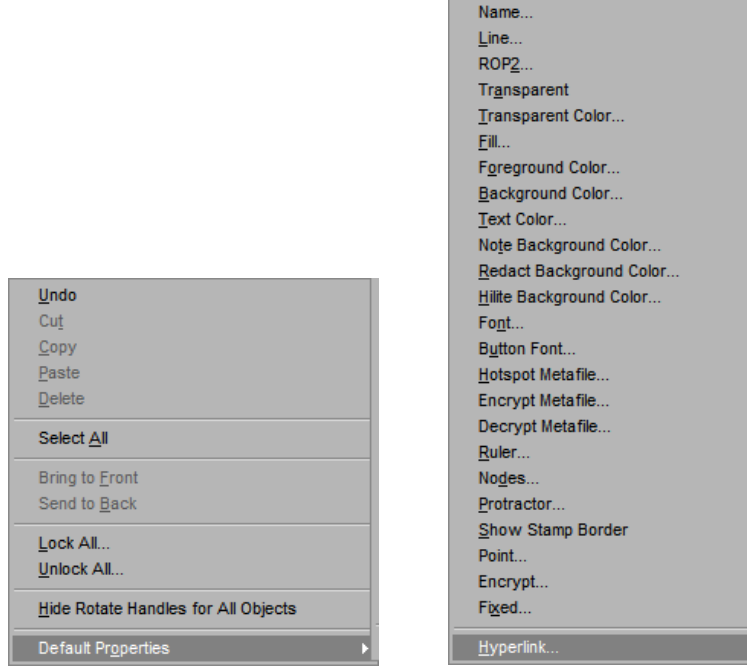 Undo
Cut
Copy
Paste
Delete
Select All
Bring to Front
Send to Back
Lock All...
Unlock All...
Hide Rotate Handles for All Objects
Default Properties
Name...
Line...
ROP2...
Transparent
Transparent Color...
Fill...
Foreground Color...
Background Color...
Text Color...
Note Background Color...
Redact Background Color...
Hilite Background Color...
Font...
Button Font...
Hotspot Metafile...
Encrypt Metafile...
Decrypt Metafile...
Ruler...
Nodes...
Protractor...
Show Stamp Border
Point...
Encrypt...
Fixed...
Hyperlink...